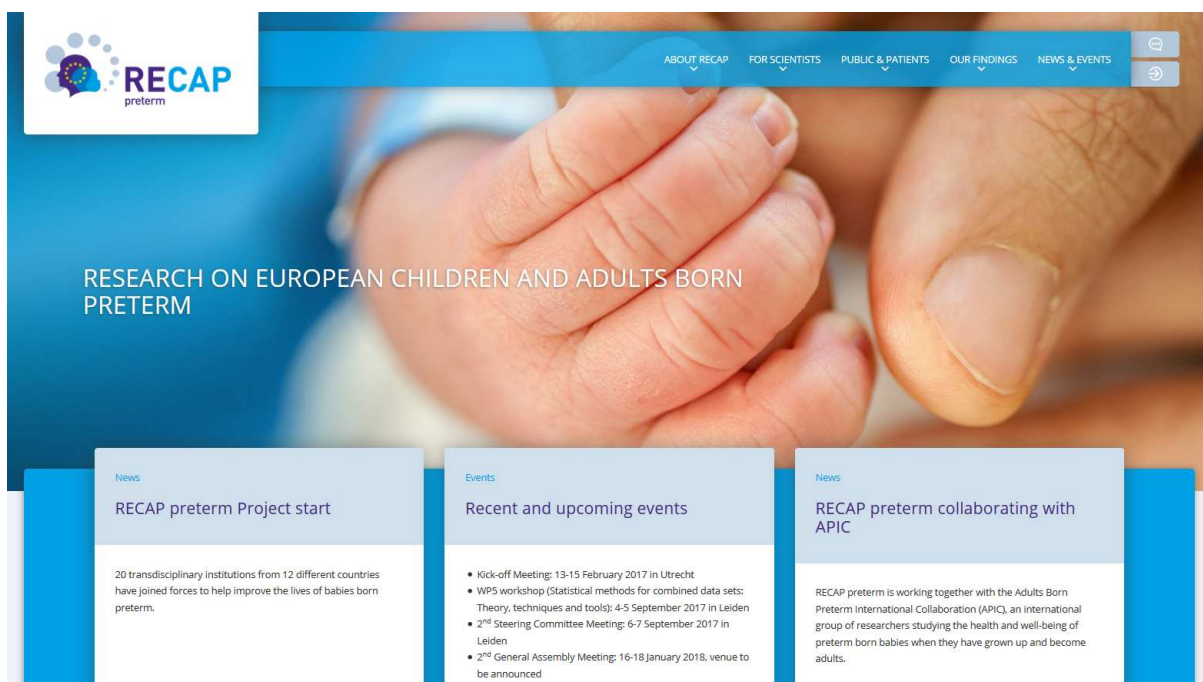 RECAP
preterm
ABOUT RECAP
FOR SCIENTISTS
PUBLIC & PATIENTS
OUR FINDINGS
NEWS & EVENTS
RESEARCH ON EUROPEAN CHILDREN AND ADULTS BORN
PRETERM
News
RECAP preterm Project start
20 transdisciplinary institutions from 12 different countries
have joined forces to help improve the lives of babies born
preterm.
Events
Recent and upcoming events
• Kick-off Meeting: 13-15 February 2017 in Utrecht
• WP5 workshop (Statistical methods for combined data sets:
Theory, techniques and tools): 4-5 September 2017 in Leiden
• 2nd Steering Committee Meeting: 6-7 September 2017 in
Leiden
• 2nd General Assembly Meeting: 16-18 January 2018, venue to
be announced
News
RECAP preterm collaborating with
APIC
RECAP preterm is working together with the Adults Born
Preterm International Collaboration (APIC), an international
group of researchers studying the health and well-being of
preterm born babies when they have grown up and become
adults.